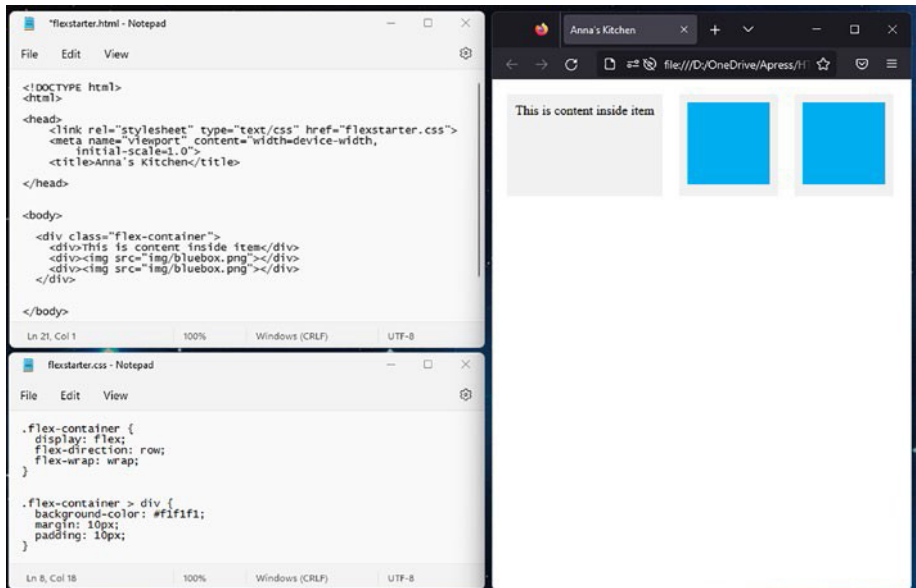 *flexstarter.html - Notepad
File Edit View
<!DOCTYPE html>
<html>
<head>
<link rel="stylesheet" type="text/css" href="flexstarter.css">
<meta name="viewport" content="width=device-width,
initial-scale=1.0">
<title>Anna's Kitchen</title>
</head>
<body>
<div class="flex-container">
<div>This is content inside item</div>
<div><img src="img/bluebox.png"></div>
<div><img src="img/bluebox.png"></div>
</div>
</body>
Ln 21, Col 1 100% Windows (CRLF) UTF-8
flexstarter.css - Notepad
File Edit View
.flex-container {
display: flex;
flex-direction: row;
flex-wrap: wrap;
}
.flex-container > div {
background-color: #f1f1f1;
margin: 10px;
padding: 10px;
}
Ln 8, Col 18 100% Windows (CRLF) UTF-8
Anna's Kitchen
file:///D:/OneDrive/Apress/HT
This is content inside item